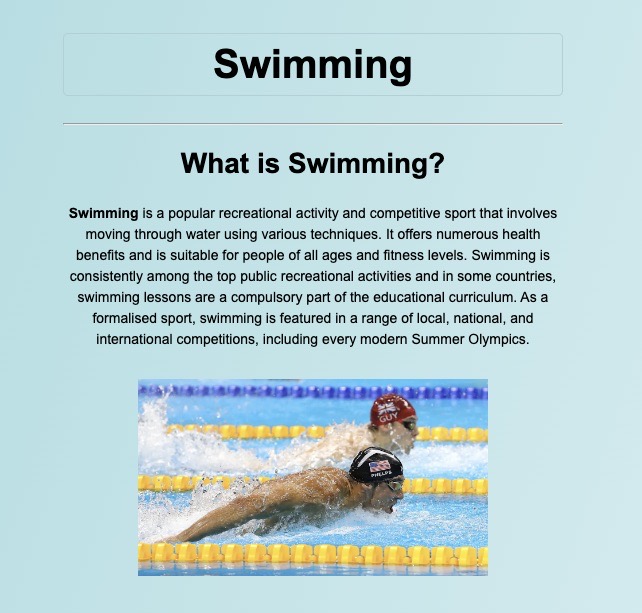 Swimming
What is Swimming?
Swimming is a popular recreational activity and competitive sport that involves
moving through water using various techniques. It offers numerous health
benefits and is suitable for people of all ages and fitness levels. Swimming is
consistently among the top public recreational activities and in some countries,
swimming lessons are a compulsory part of the educational curriculum. As a
formalised sport, swimming is featured in a range of local, national, and
international competitions, including every modern Summer Olympics.
GUY
PHELPS